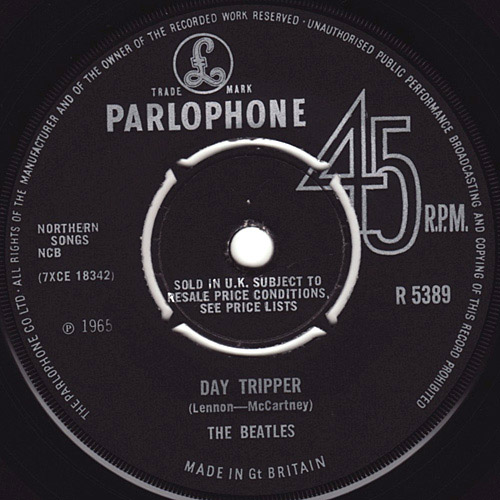 ALL RIGHTS OF THE MANUFACTURER AND OF THE OWNER OF THE RECORDED WORK RESERVED · UNAUTHORISED PUBLIC PERFORMANCE BROADCASTING AND COPYING OF THIS RECORD PROHIBITED
THE PARLOPHONE CO. LTD.
£
TRADE MARK
PARLOPHONE
45 R.P.M.
NORTHERN
SONGS
NCB
(7XCE 18342)
SOLD IN U.K. SUBJECT TO
RESALE PRICE CONDITIONS,
SEE PRICE LISTS
R 5389
℗ 1965
DAY TRIPPER
(Lennon—McCartney)
THE BEATLES
MADE IN Gt BRITAIN